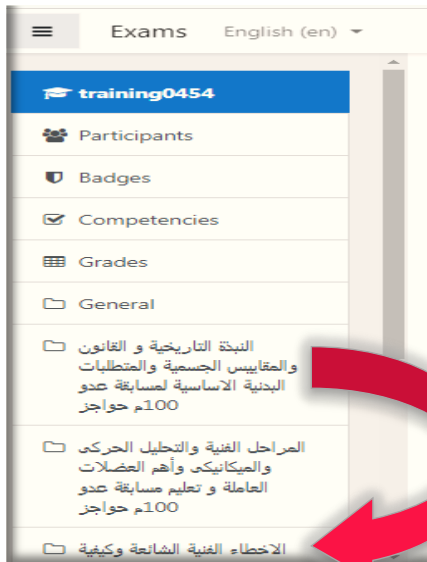 Exams English (en)
training0454
Participants
Badges
Competencies
Grades
General
النبذة التاريخية و القانون
والمقاييس الجسمية والمتطلبات
البدنية الاساسية لمسابقة عدو
100م حواجز
المراحل الفنية والتحليل الحركى
والميكانيكى وأهم العضلات
العاملة و تعليم مسابقة عدو
100م حواجز
الاخطاء الفنية الشائعة وكيفية